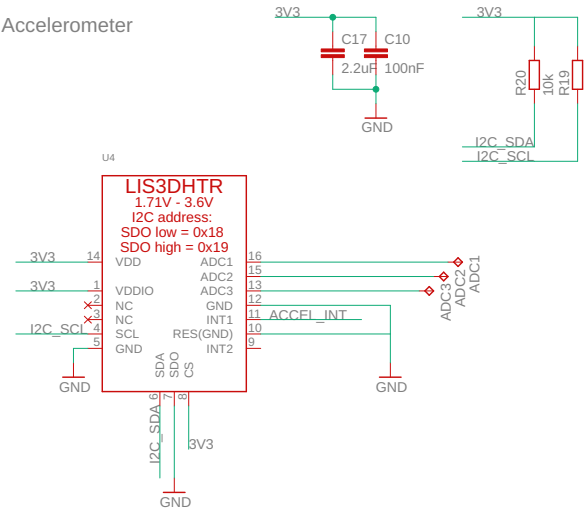 Accelerometer
3V3
C17
C10
2.2uF
100nF
GND
3V3
R20
10k
R19
I2C_SDA
I2C_SCL
U4
LIS3DHTR
1.71V - 3.6V
I2C address:
SDO low = 0x18
SDO high = 0x19
3V3
14
VDD
ADC1
16
ADC2
15
3V3
1
VDDIO
ADC3
13
2
NC
GND
12
3
NC
INT1
11
ACCEL_INT
I2C_SCL
4
SCL
RES(GND)
10
5
GND
INT2
9
ADC3
ADC2
ADC1
SDA
SDO
CS
6
7
8
GND
GND
I2C_SDA
3V3
GND